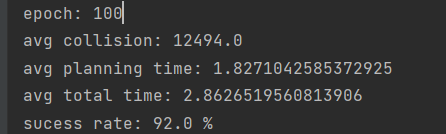 epoch: 100
avg collision: 12494.0
avg planning time: 1.8271042585372925
avg total time: 2.8626519560813906
sucess rate: 92.0 %